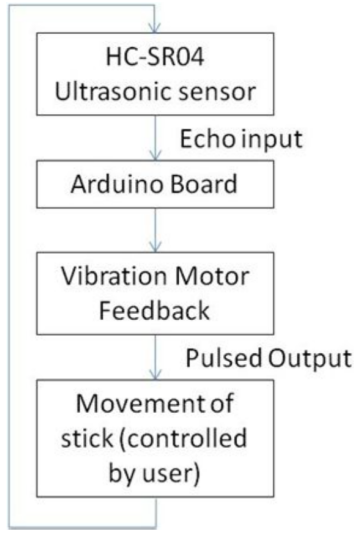 HC-SR04
Ultrasonic sensor
Echo input
Arduino Board
Vibration Motor
Feedback
Pulsed Output
Movement of
stick (controlled
by user)